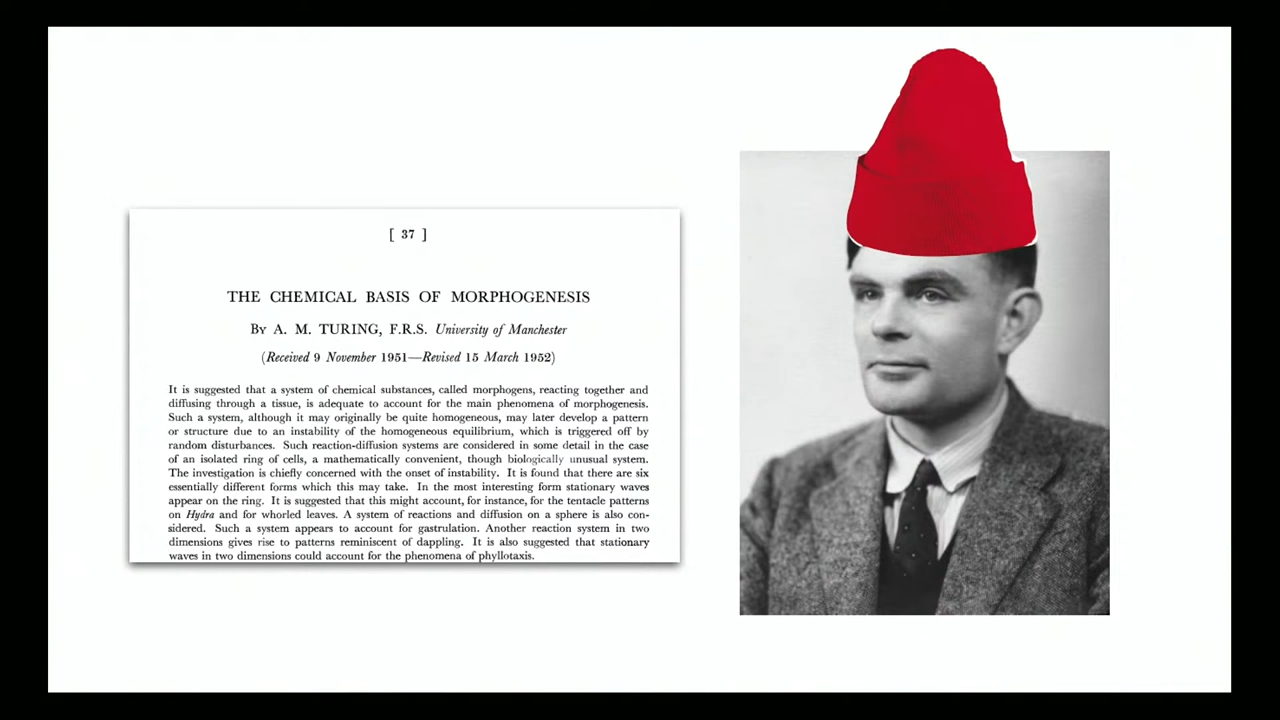 [ 37 ]
THE CHEMICAL BASIS OF MORPHOGENESIS
By A. M. TURING, F.R.S. University of Manchester
(Received 9 November 1951—Revised 15 March 1952)
It is suggested that a system of chemical substances, called morphogens, reacting together and
diffusing through a tissue, is adequate to account for the main phenomena of morphogenesis.
Such a system, although it may originally be quite homogeneous, may later develop a pattern
or structure due to an instability of the homogeneous equilibrium, which is triggered off by
random disturbances. Such reaction-diffusion systems are considered in some detail in the case
of an isolated ring of cells, a mathematically convenient, though biologically unusual system.
The investigation is chiefly concerned with the onset of instability. It is found that there are six
essentially different forms which this may take. In the most interesting form stationary waves
appear on the ring. It is suggested that this might account, for instance, for the tentacle patterns
on Hydra and for whorled leaves. A system of reactions and diffusion on a sphere is also con-
sidered. Such a system appears to account for gastrulation. Another reaction system in two
dimensions gives rise to patterns reminiscent of dappling. It is also suggested that stationary
waves in two dimensions could account for the phenomena of phyllotaxis.